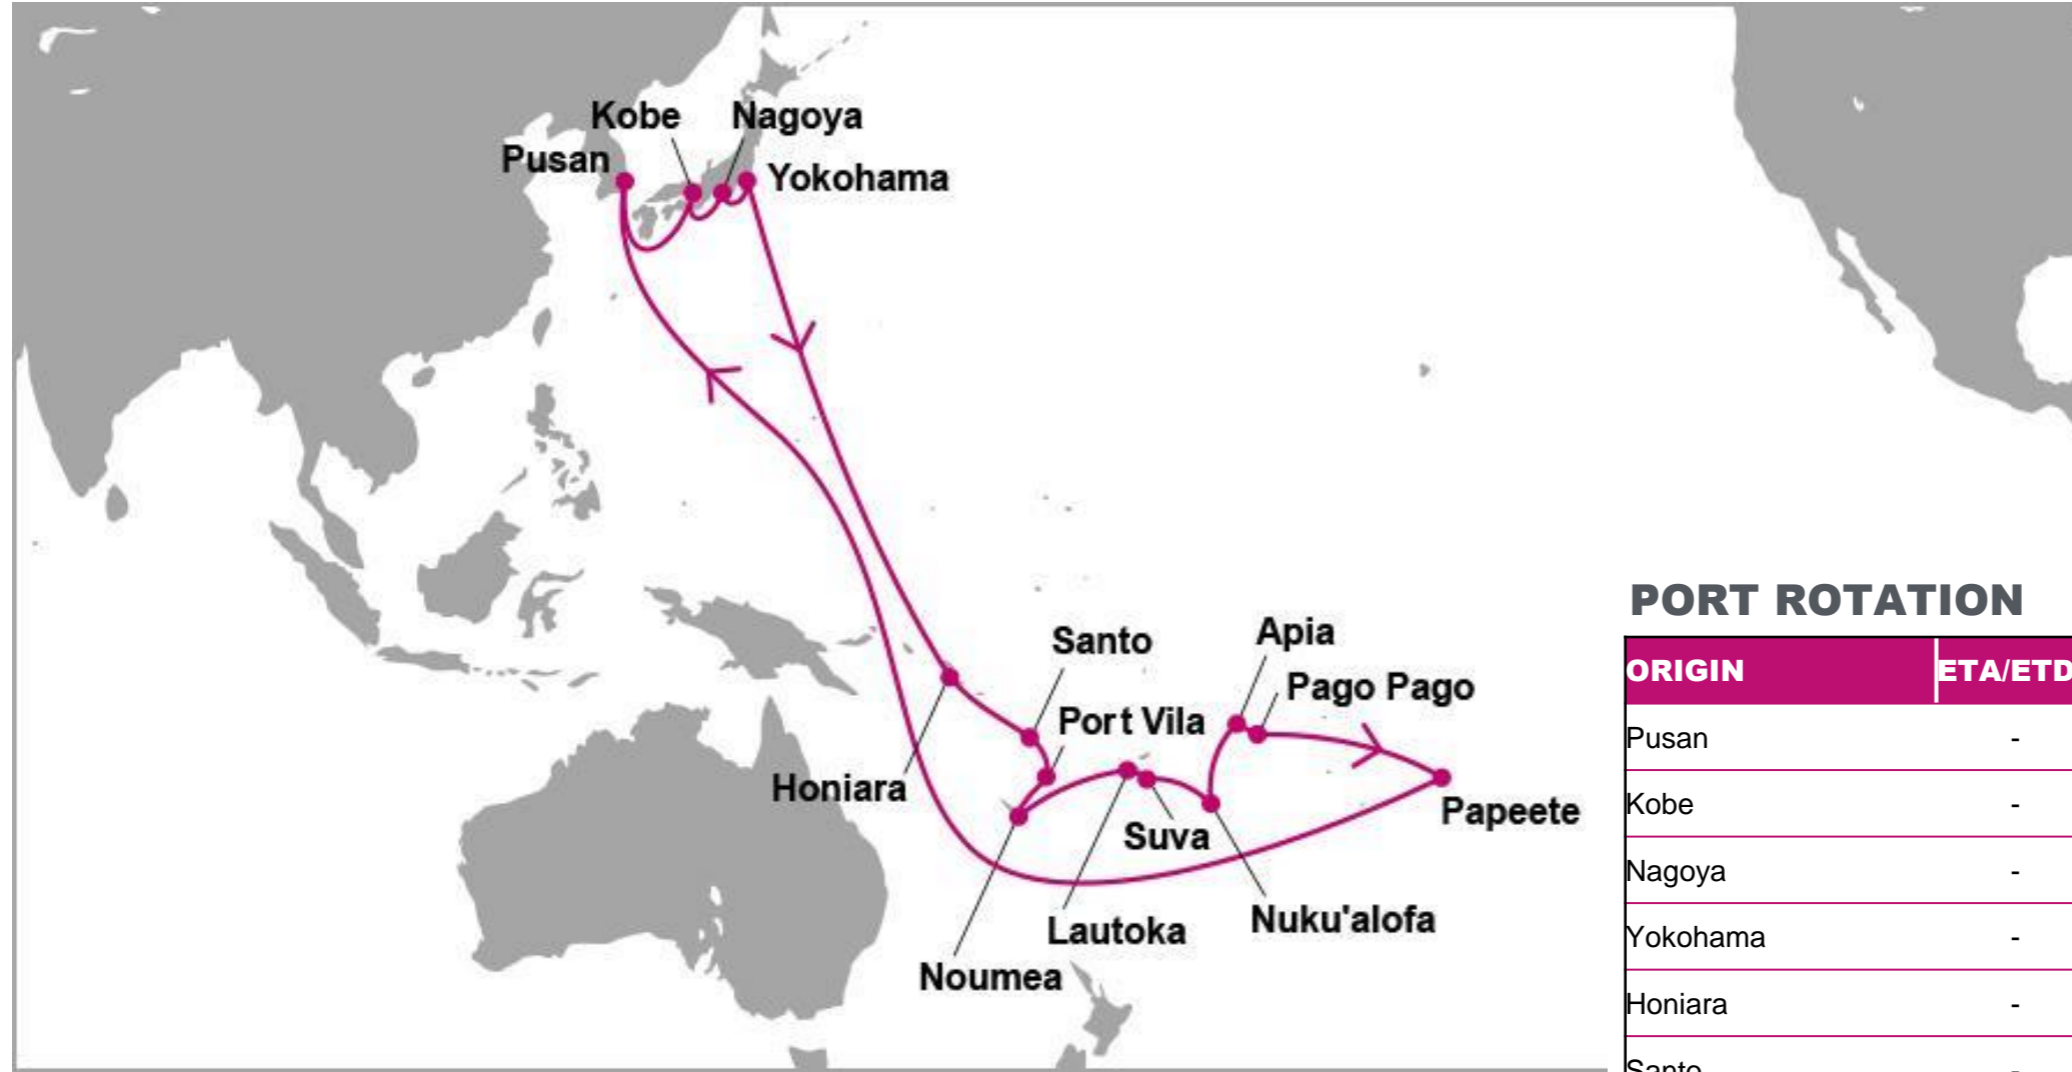 Kobe
Nagoya
Pusan
Yokohama
Santo
Apia
Pago Pago
Port Vila
Honiara
Papeete
Suva
Lautoka
Nuku'alofa
Noumea
PORT ROTATION
ORIGIN ETA/ETD
Pusan -
Kobe -
Nagoya -
Yokohama -
Honiara -
Santo -